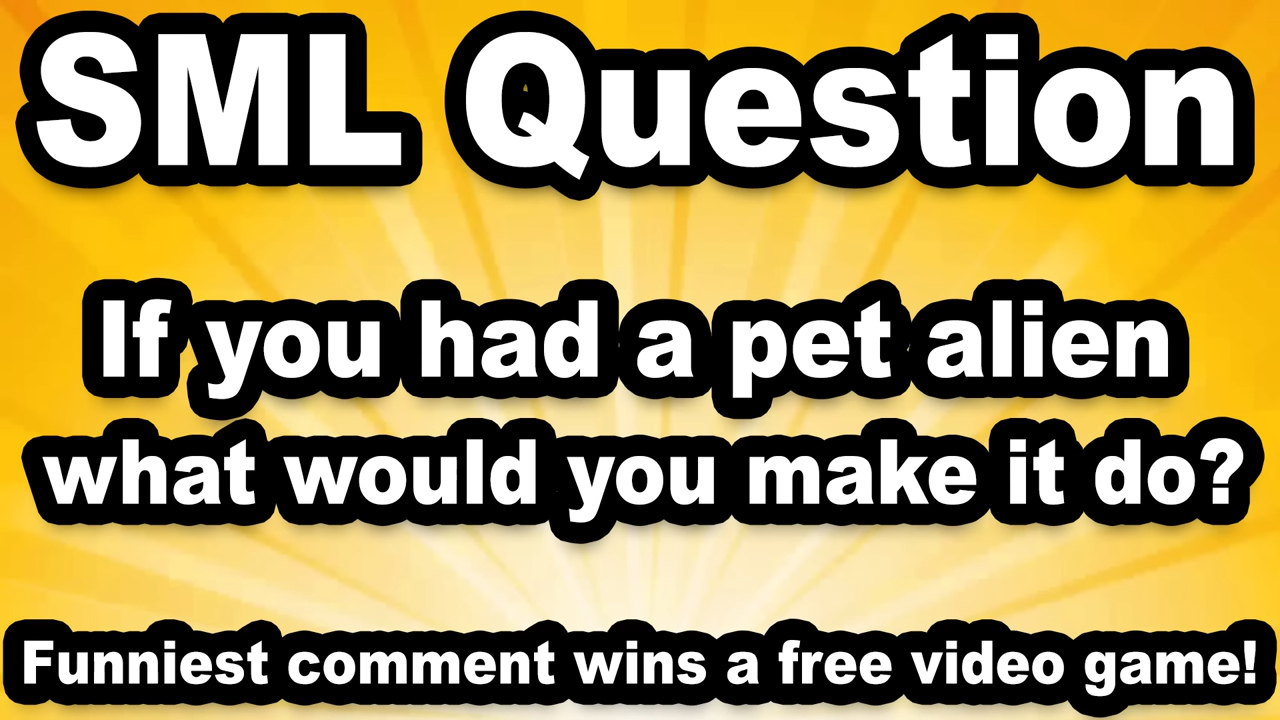 SML Question
If you had a pet alien
what would you make it do?
Funniest comment wins a free video game!